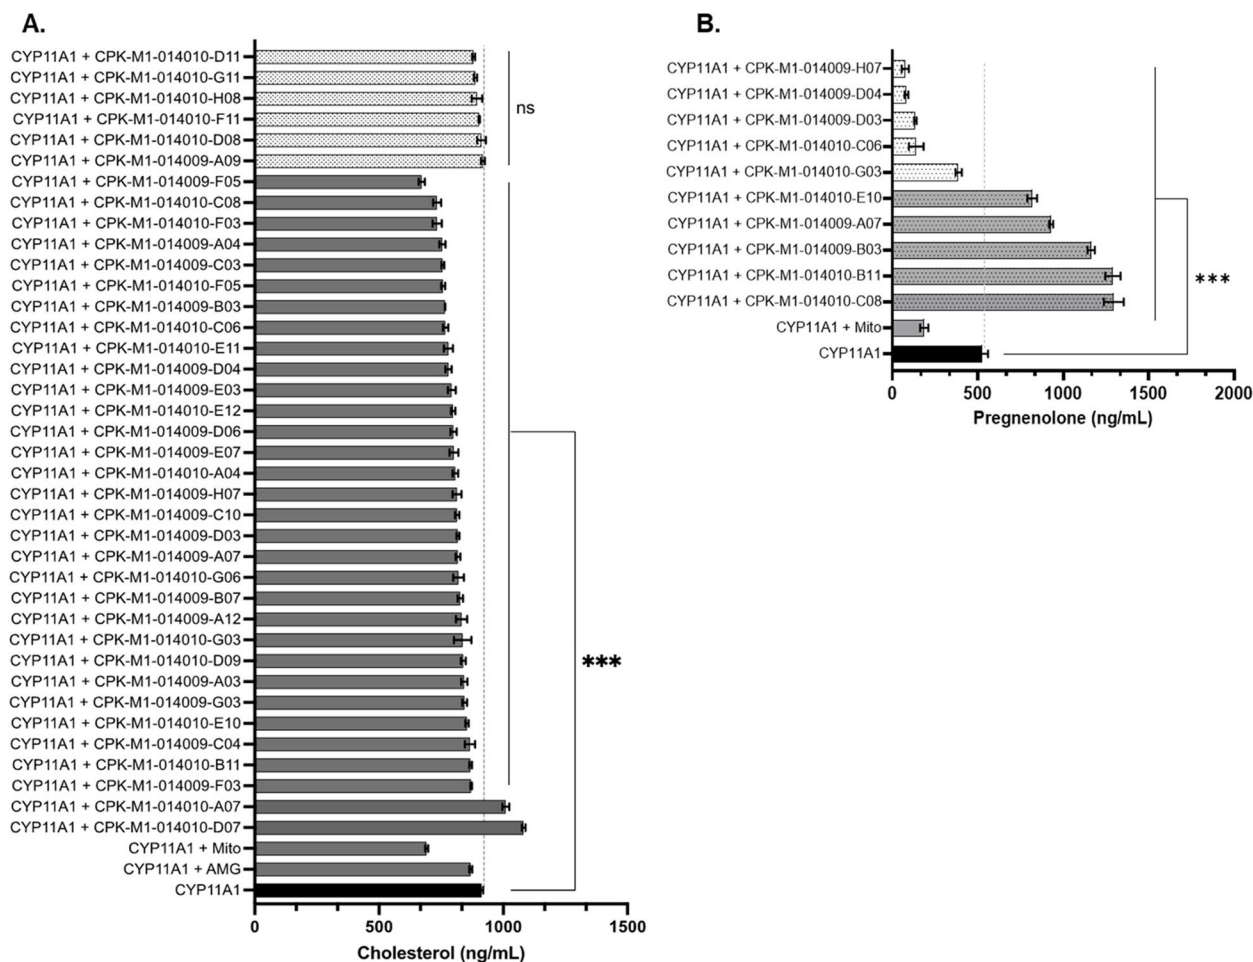 A.
CYP11A1 + CPK-M1-014010-D11
CYP11A1 + CPK-M1-014010-G11
CYP11A1 + CPK-M1-014010-H08
CYP11A1 + CPK-M1-014010-F11
CYP11A1 + CPK-M1-014010-D08
CYP11A1 + CPK-M1-014009-A09
CYP11A1 + CPK-M1-014009-F05
CYP11A1 + CPK-M1-014010-C08
CYP11A1 + CPK-M1-014010-F03
CYP11A1 + CPK-M1-014009-A04
CYP11A1 + CPK-M1-014009-C03
CYP11A1 + CPK-M1-014010-F05
CYP11A1 + CPK-M1-014009-B03
CYP11A1 + CPK-M1-014010-C06
CYP11A1 + CPK-M1-014010-E11
CYP11A1 + CPK-M1-014009-D04
CYP11A1 + CPK-M1-014009-E03
CYP11A1 + CPK-M1-014010-E12
CYP11A1 + CPK-M1-014009-D06
CYP11A1 + CPK-M1-014009-E07
CYP11A1 + CPK-M1-014010-A04
CYP11A1 + CPK-M1-014009-H07
CYP11A1 + CPK-M1-014009-C10
CYP11A1 + CPK-M1-014009-D03
CYP11A1 + CPK-M1-014009-A07
CYP11A1 + CPK-M1-014010-G06
CYP11A1 + CPK-M1-014009-B07
CYP11A1 + CPK-M1-014009-A12
CYP11A1 + CPK-M1-014010-G03
CYP11A1 + CPK-M1-014010-D09
CYP11A1 + CPK-M1-014009-A03
CYP11A1 + CPK-M1-014009-G03
CYP11A1 + CPK-M1-014010-E10
CYP11A1 + CPK-M1-014009-C04
CYP11A1 + CPK-M1-014010-B11
CYP11A1 + CPK-M1-014009-F03
CYP11A1 + CPK-M1-014010-A07
CYP11A1 + CPK-M1-014010-D07
CYP11A1 + Mito
CYP11A1 + AMG
CYP11A1
ns
***
0 500 1000 1500
Cholesterol (ng/mL)
B.
CYP11A1 + CPK-M1-014009-H07
CYP11A1 + CPK-M1-014009-D04
CYP11A1 + CPK-M1-014009-D03
CYP11A1 + CPK-M1-014010-C06
CYP11A1 + CPK-M1-014010-G03
CYP11A1 + CPK-M1-014010-E10
CYP11A1 + CPK-M1-014009-A07
CYP11A1 + CPK-M1-014009-B03
CYP11A1 + CPK-M1-014010-B11
CYP11A1 + CPK-M1-014010-C08
CYP11A1 + Mito
CYP11A1
***
0 500 1000 1500 2000
Pregnenolone (ng/mL)